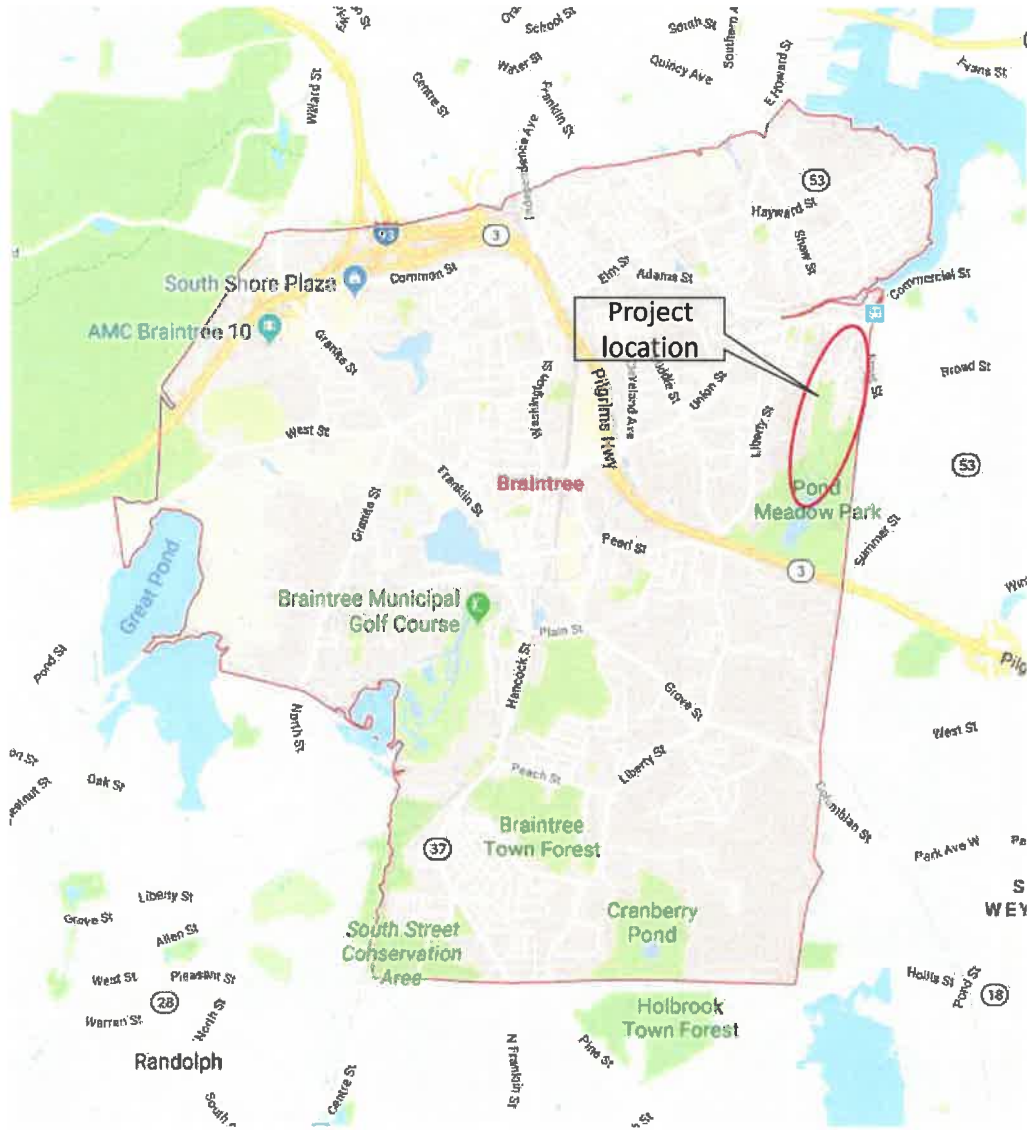 School St
South St
Water St
Quincy Ave
E Howard St
Evans St
Willard St
Centre St
Franklin St
53
Hayward St
Shaw St
93
3
Common St
Elm St
Adams St
Commercial St
South Shore Plaza
AMC Braintree 10
Project
location
Granite St
Washington St
Pilgrims Hwy
Cleveland Ave
Union St
Liberty St
Broad St
West St
53
Franklin St
Braintree
Pond
Meadow Park
Granite St
Pearl St
Summer St
3
Great Pond
Braintree Municipal
Golf Course
Plain St
Pond St
Hancock St
Grove St
North St
West St
Oak St
Peach St
Liberty St
Columbian St
Braintree
Town Forest
37
Park Ave W
Liberty St
Grove St
Allen St
South Street
Conservation
Area
Cranberry
Pond
West St
Pleasant St
28
Hollis St
Pond St
18
Warren St
North St
Holbrook
Town Forest
Randolph
N Franklin St
Pine St
Centre St